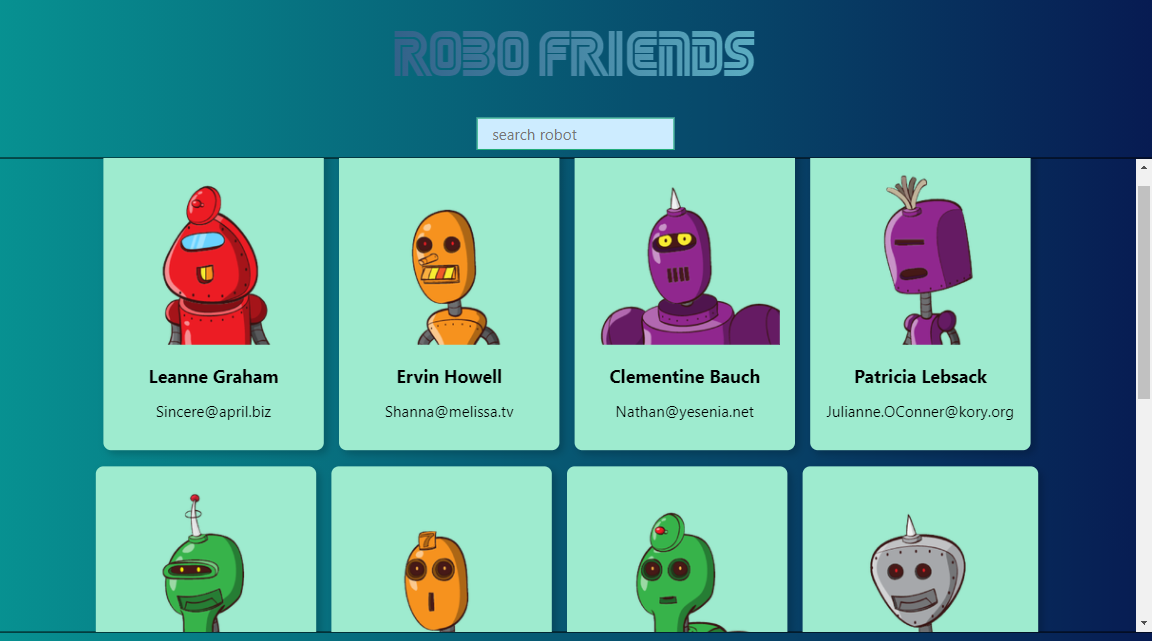 ROBO FRIENDS
search robot
Leanne Graham
Ervin Howell
Clementine Bauch
Patricia Lebsack
Sincere@april.biz
Shanna@melissa.tv
Nathan@yesenia.net
Julianne.OConner@kory.org
7